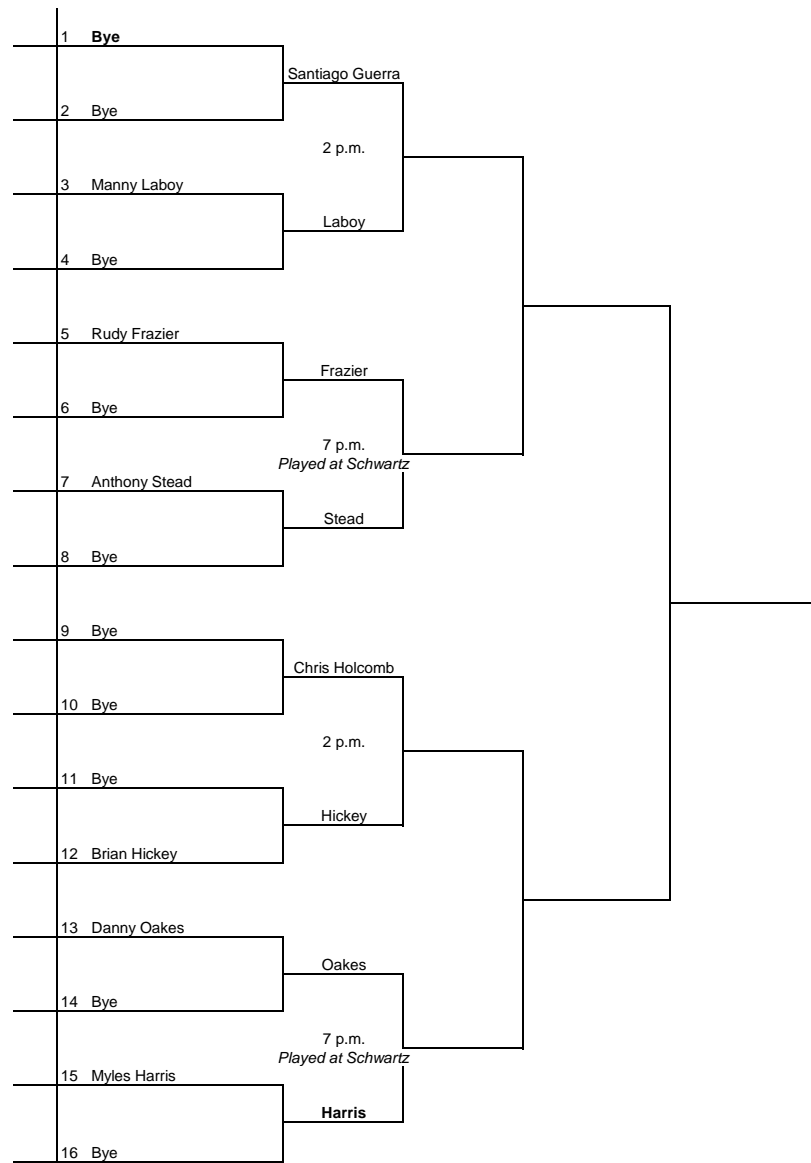 1 Bye
Santiago Guerra
2 Bye
2 p.m.
3 Manny Laboy
Laboy
4 Bye
5 Rudy Frazier
Frazier
6 Bye
7 p.m.
Played at Schwartz
7 Anthony Stead
Stead
8 Bye
9 Bye
Chris Holcomb
10 Bye
2 p.m.
11 Bye
Hickey
12 Brian Hickey
13 Danny Oakes
Oakes
14 Bye
7 p.m.
Played at Schwartz
15 Myles Harris
Harris
16 Bye